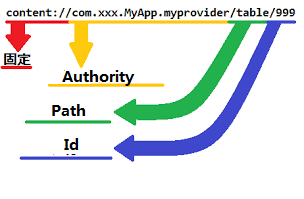 content://com.xxx.MyApp.myprovider/table/999
固定
Authority
Path
Id